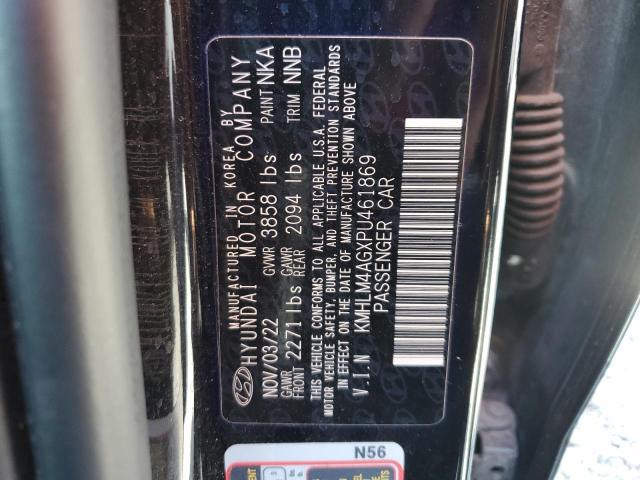 MANUFACTURED IN KOREA BY
HYUNDAI MOTOR COMPANY
NOV/03/22 GVWR 3858 lbs PAINT NKA
GAWR FRONT 2271 lbs GAWR REAR 2094 lbs TRIM NNB
THIS VEHICLE CONFORMS TO ALL APPLICABLE U.S.A. FEDERAL
MOTOR VEHICLE SAFETY, BUMPER, AND THEFT PREVENTION STANDARDS
IN EFFECT ON THE DATE OF MANUFACTURE SHOWN ABOVE
V.I.N KMHLM4AGXPU461869
PASSENGER CAR
N56